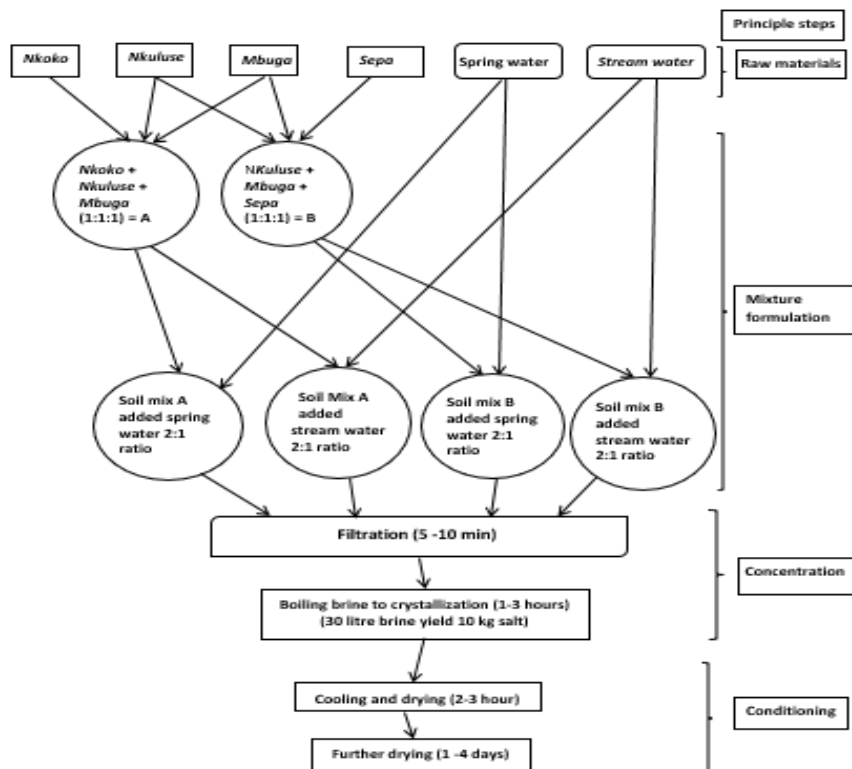 Principle steps
Nkoko
Nkuluse
Mbuga
Sepa
Spring water
Stream water
Raw materials
Nkoko +
Nkuluse +
Mbuga
(1:1:1) = A
NKuluse +
Mbuga +
Sepa
(1:1:1) = B
Mixture
formulation
Soil mix A
added spring
water 2:1
ratio
Soil Mix A
added
stream water
2:1 ratio
Soil mix B
added spring
water 2:1
ratio
Soil mix B
added
stream water
2:1 ratio
Filtration (5 -10 min)
Concentration
Boiling brine to crystallization (1-3 hours)
(30 litre brine yield 10 kg salt)
Cooling and drying (2-3 hour)
Conditioning
Further drying (1 -4 days)